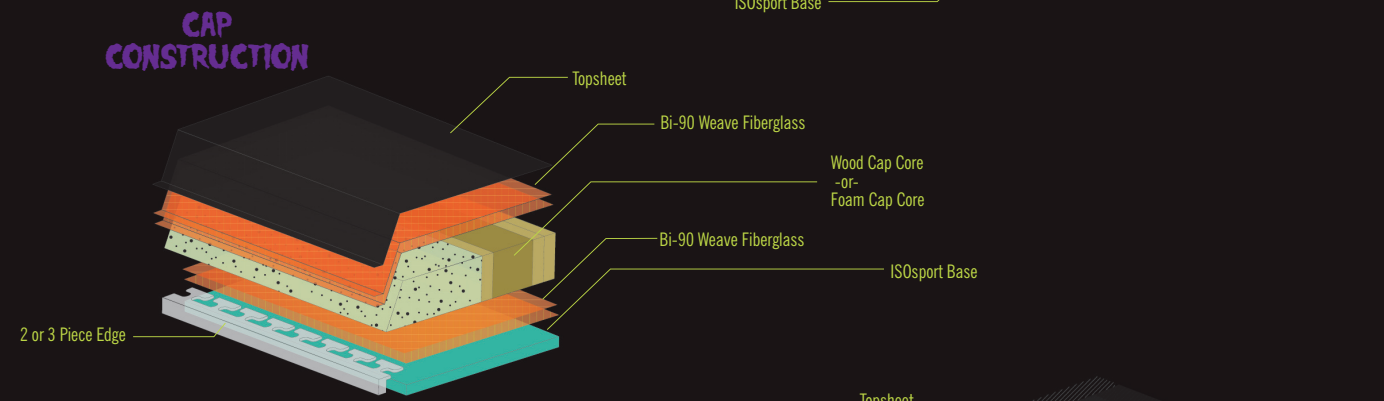 ISOsport Base
CAP
CONSTRUCTION
Topsheet
Bi-90 Weave Fiberglass
Wood Cap Core
-or-
Foam Cap Core
Bi-90 Weave Fiberglass
ISOsport Base
2 or 3 Piece Edge
Topsheet